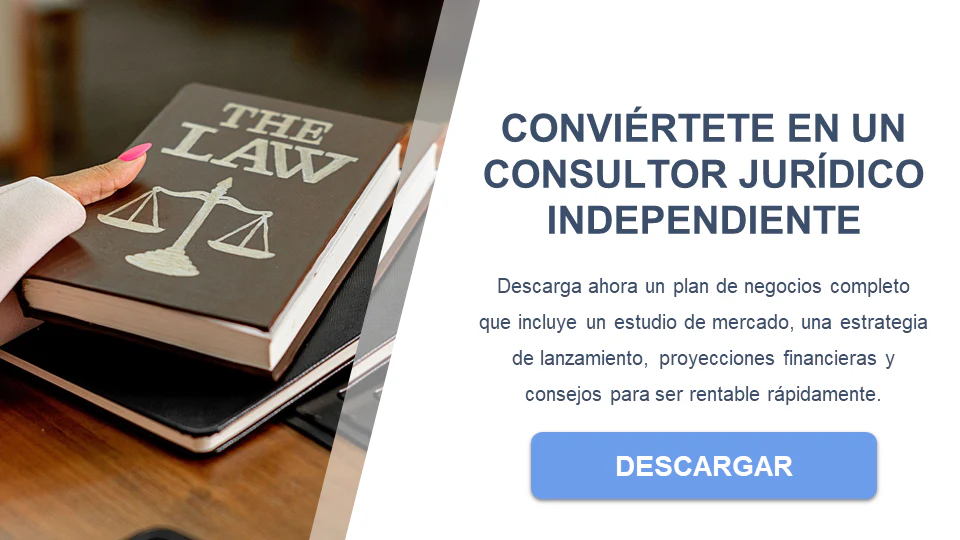 THE
LAW
CONVIÉRTETE EN UN
CONSULTOR JURÍDICO
INDEPENDIENTE
Descarga ahora un plan de negocios completo
que incluye un estudio de mercado, una estrategia
de lanzamiento, proyecciones financieras y
consejos para ser rentable rápidamente.
DESCARGAR